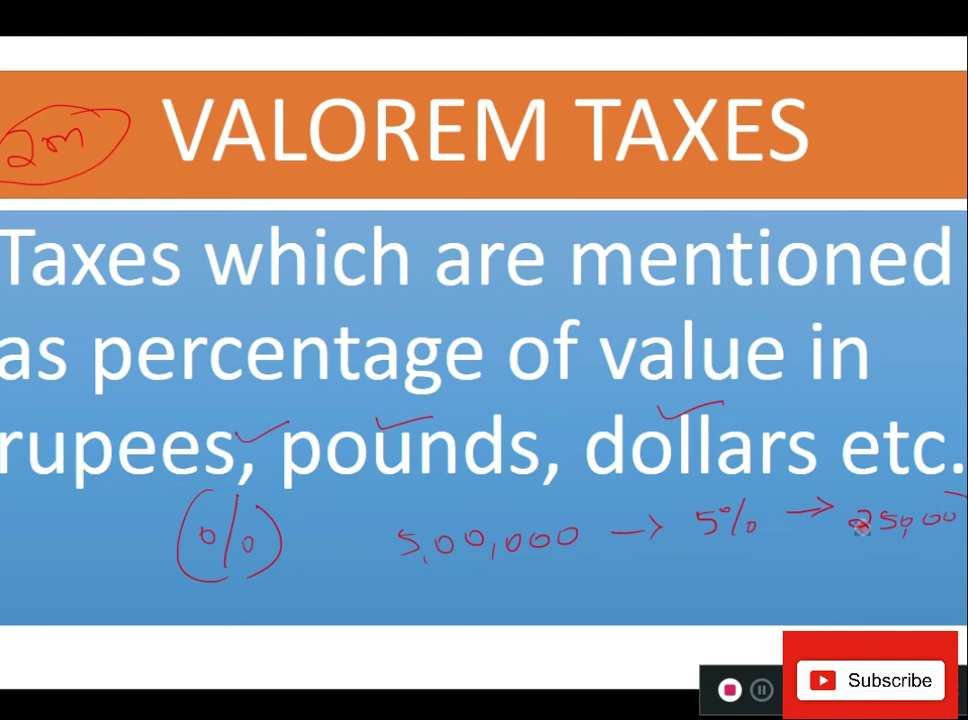 2m
VALOREM TAXES
Taxes which are mentioned
as percentage of value in
rupees, pounds, dollars etc.
%
5,00,000 → 5% → 25,00
Subscribe